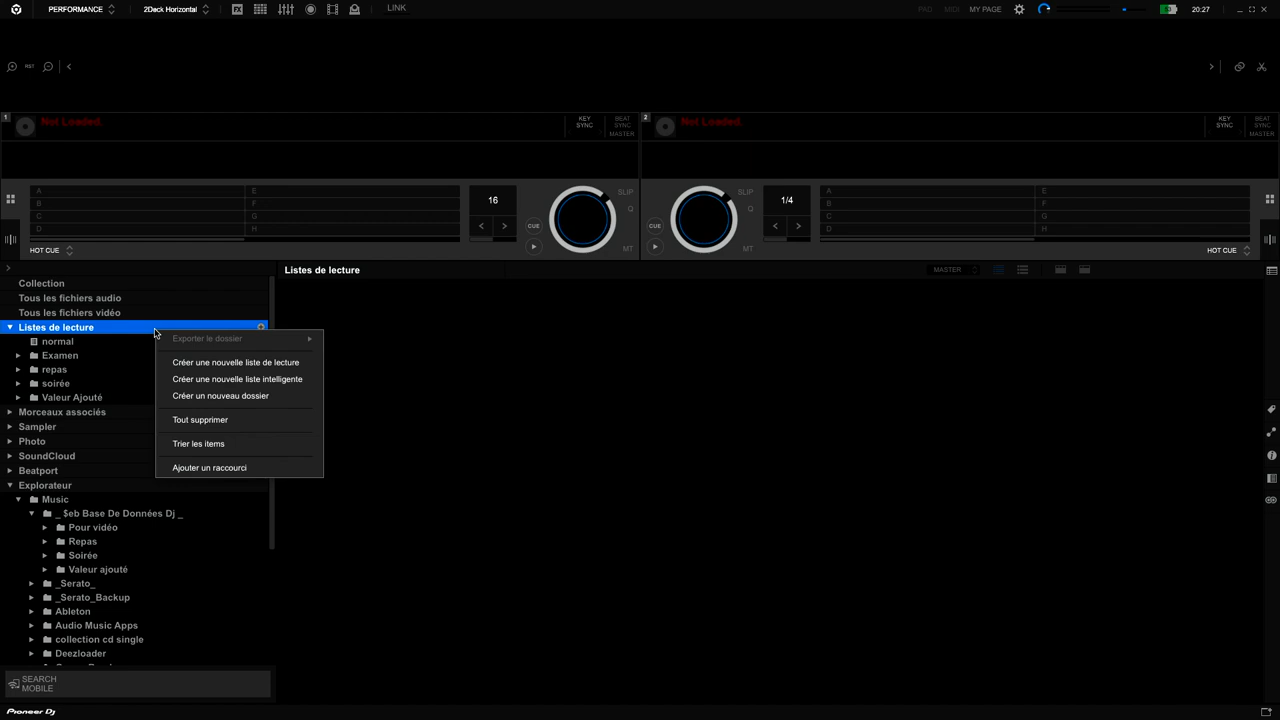 PERFORMANCE
2Deck Horizontal
FX
LINK
PAD
MIDI
MY PAGE
20:27
RST
1
Not Loaded.
KEY
SYNC
BEAT
SYNC
MASTER
2
Not Loaded.
KEY
SYNC
BEAT
SYNC
MASTER
A
E
B
F
C
G
D
H
HOT CUE
16
CUE
SLIP
Q
MT
CUE
SLIP
Q
MT
1/4
A
E
B
F
C
G
D
H
HOT CUE
Collection
Tous les fichiers audio
Tous les fichiers vidéo
Listes de lecture
normal
Examen
repas
soirée
Valeur Ajouté
Morceaux associés
Sampler
Photo
SoundCloud
Beatport
Explorateur
Music
_ $eb Base De Données Dj _
Pour vidéo
Repas
Soirée
Valeur ajouté
_Serato_
_Serato_Backup
Ableton
Audio Music Apps
collection cd single
Deezloader
SEARCH
MOBILE
Listes de lecture
MASTER
Exporter le dossier
Créer une nouvelle liste de lecture
Créer une nouvelle liste intelligente
Créer un nouveau dossier
Tout supprimer
Trier les items
Ajouter un raccourci
Pioneer Dj